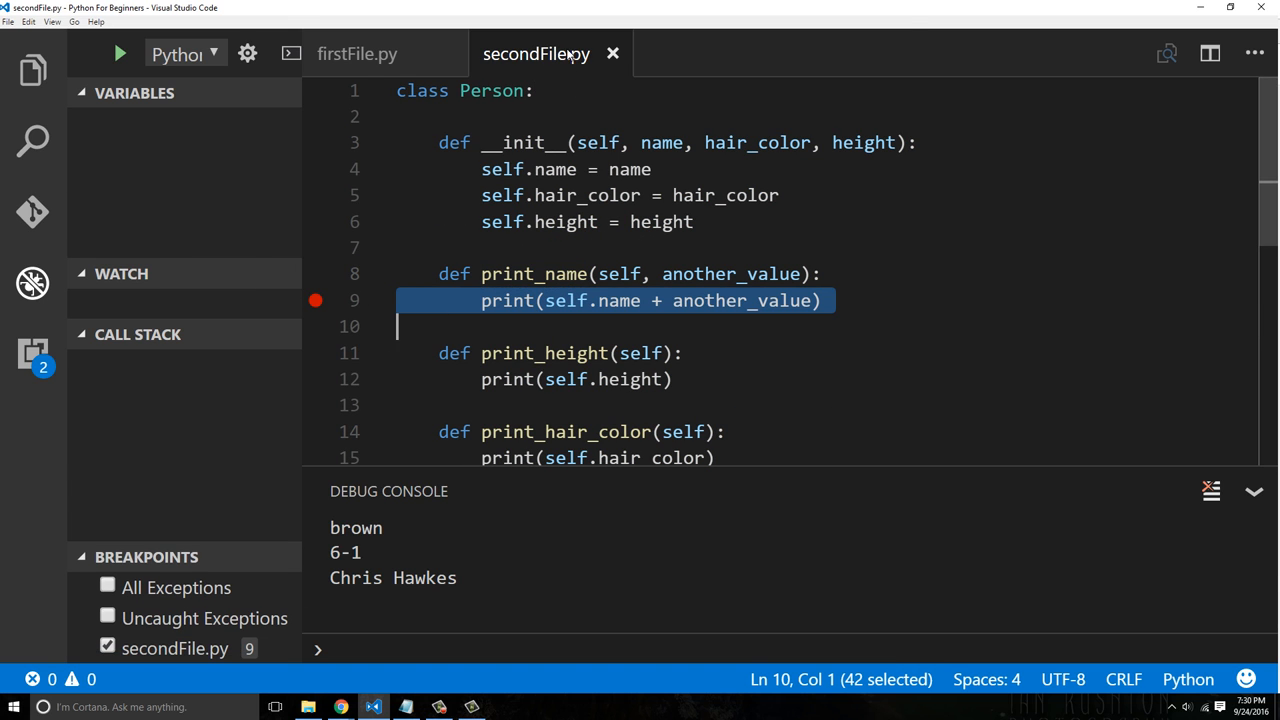 secondFile.py - Python For Beginners - Visual Studio Code
File Edit View Go Help
firstFile.py secondFile.py
VARIABLES
WATCH
CALL STACK
2
BREAKPOINTS
All Exceptions
Uncaught Exceptions
secondFile.py 9
1 class Person:
2
3 def __init__(self, name, hair_color, height):
4 self.name = name
5 self.hair_color = hair_color
6 self.height = height
7
8 def print_name(self, another_value):
9 print(self.name + another_value)
10
11 def print_height(self):
12 print(self.height)
13
14 def print_hair_color(self):
15 print(self.hair_color)
DEBUG CONSOLE
brown
6-1
Chris Hawkes
0 0 Ln 10, Col 1 (42 selected) Spaces: 4 UTF-8 CRLF Python
I'm Cortana. Ask me anything.
7:30 PM
9/24/2016